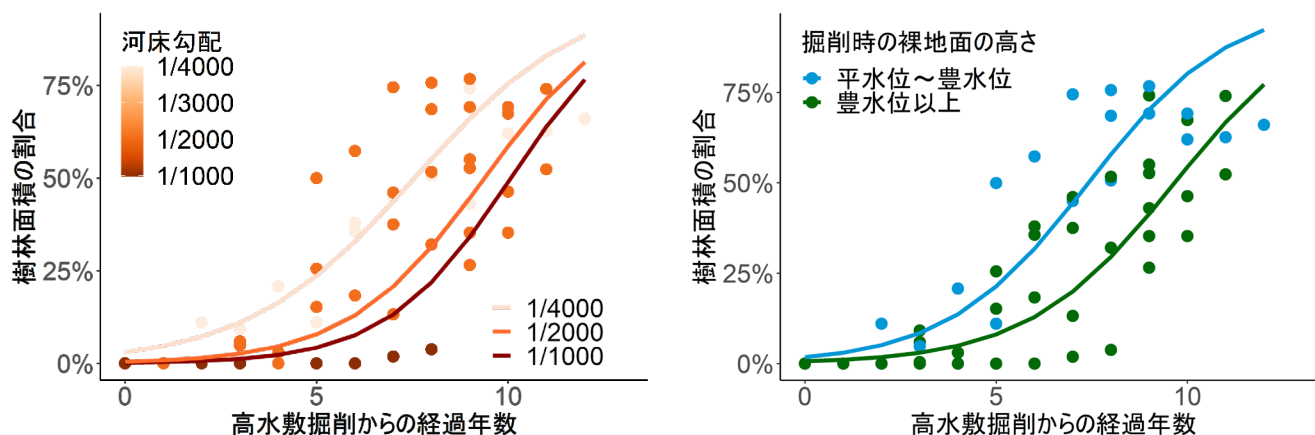 河床勾配
1/4000
1/3000
1/2000
1/1000
樹林面積の割合
75%
50%
25%
0%
1/4000
1/2000
1/1000
0
5
10
高水敷掘削からの経過年数
掘削時の裸地面の高さ
平水位～豊水位
豊水位以上
樹林面積の割合
75%
50%
25%
0%
0
5
10
高水敷掘削からの経過年数